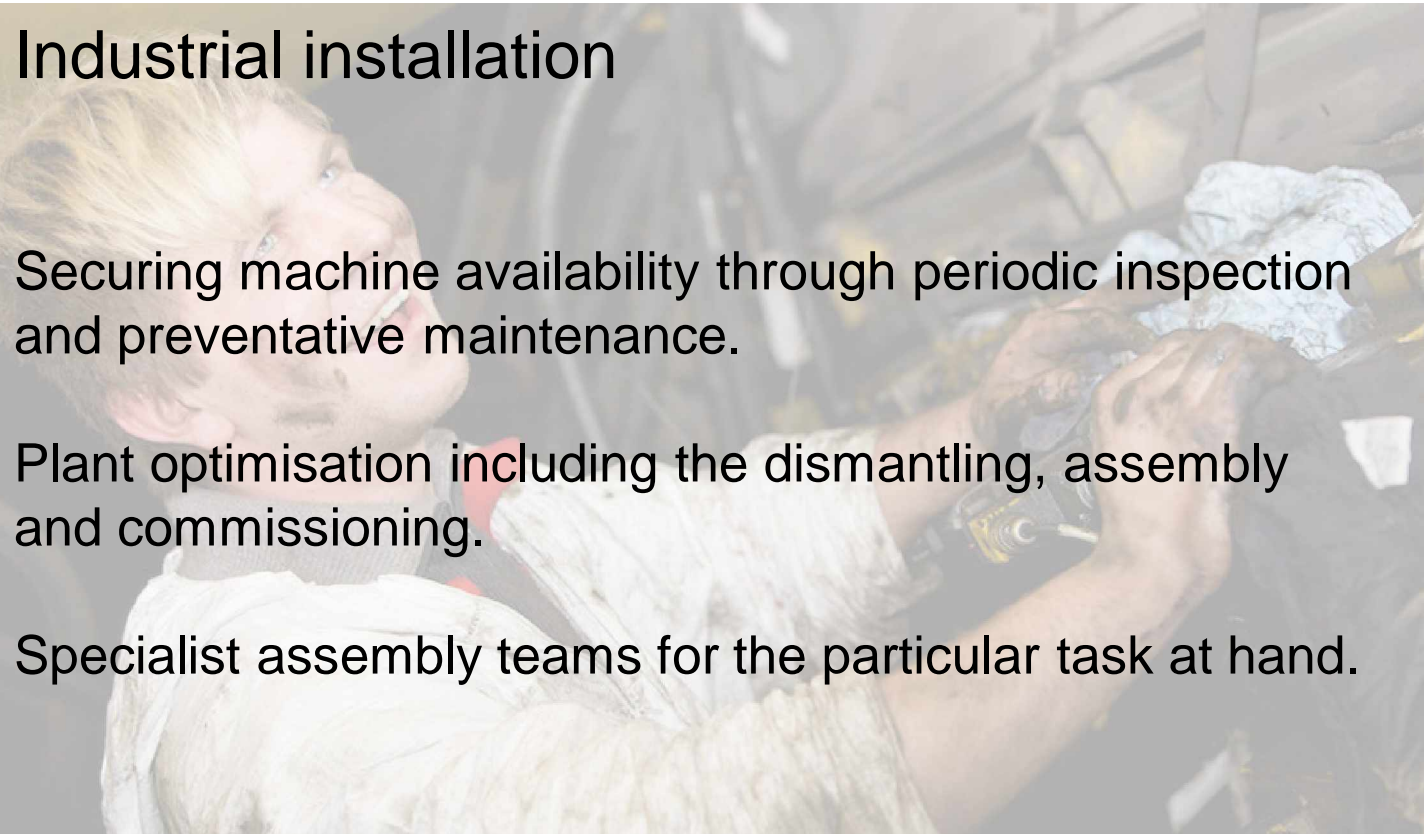 Industrial installation
Securing machine availability through periodic inspection
and preventative maintenance.
Plant optimisation including the dismantling, assembly
and commissioning.
Specialist assembly teams for the particular task at hand.